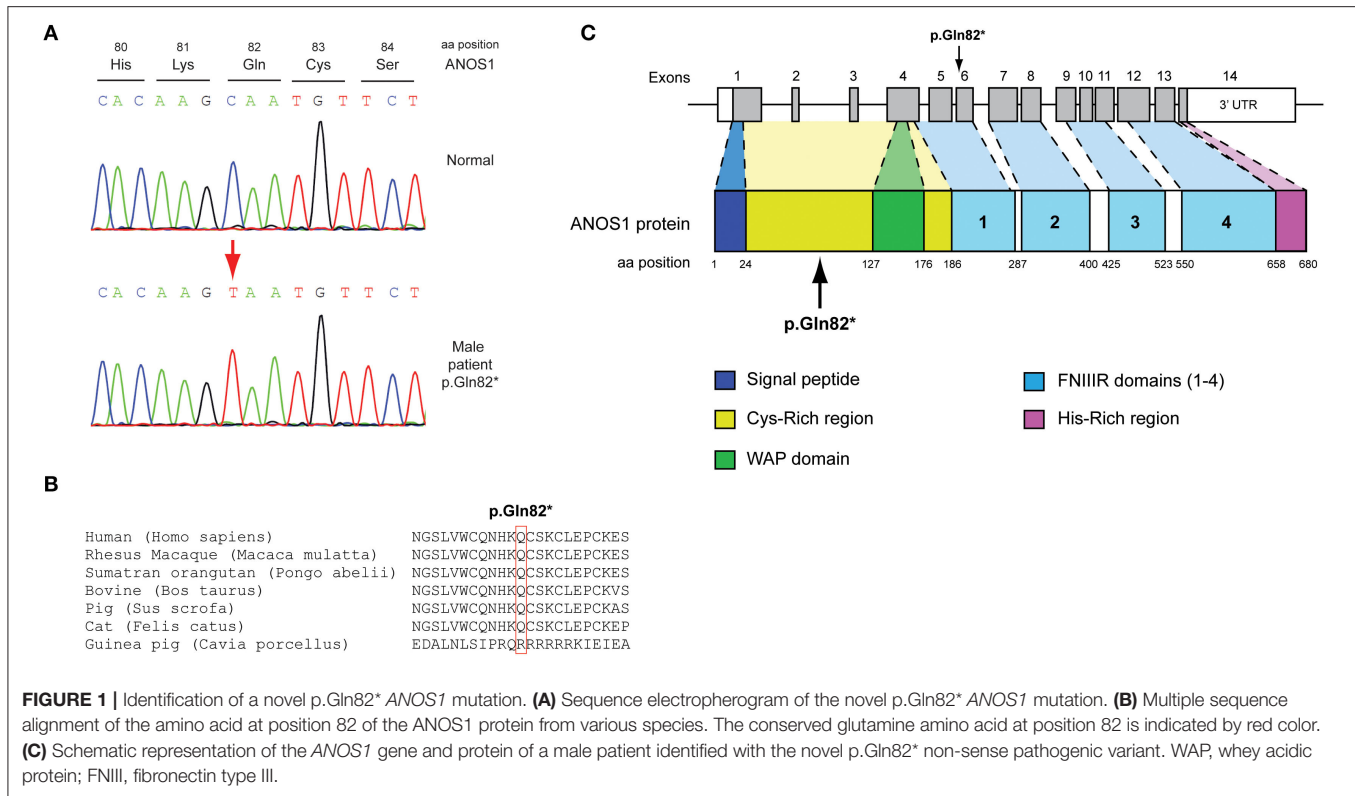 A
80 81 82 83 84 aa position
His Lys Gln Cys Ser ANOS1
C A C A A G C A A T G T T C T
Normal
C A C A A G T A A T G T T C T
Male
patient
p.Gln82*
B
p.Gln82*
Human (Homo sapiens) NGSLVWCQNHKQCSKCLEPCKES
Rhesus Macaque (Macaca mulatta) NGSLVWCQNHKQCSKCLEPCKES
Sumatran orangutan (Pongo abelii) NGSLVWCQNHKQCSKCLEPCKES
Bovine (Bos taurus) NGSLVWCQNHKQCSKCLEPCKVS
Pig (Sus scrofa) NGSLVWCQNHKQCSKCLEPCKAS
Cat (Felis catus) NGSLVWCQNHKQCSKCLEPCKEP
Guinea pig (Cavia porcellus) EDALNLSIPRQRRRRRRKIEIEA
C
p.Gln82*
Exons 1 2 3 4 5 6 7 8 9 10 11 12 13 14
3' UTR
ANOS1 protein 1 2 3 4
aa position 1 24 127 176 186 287 400 425 523 550 658 680
p.Gln82*
Signal peptide
Cys-Rich region
WAP domain
FNIIIR domains (1-4)
His-Rich region
FIGURE 1 | Identification of a novel p.Gln82* ANOS1 mutation. (A) Sequence electropherogram of the novel p.Gln82* ANOS1 mutation. (B) Multiple sequence
alignment of the amino acid at position 82 of the ANOS1 protein from various species. The conserved glutamine amino acid at position 82 is indicated by red color.
(C) Schematic representation of the ANOS1 gene and protein of a male patient identified with the novel p.Gln82* non-sense pathogenic variant. WAP, whey acidic
protein; FNIII, fibronectin type III.